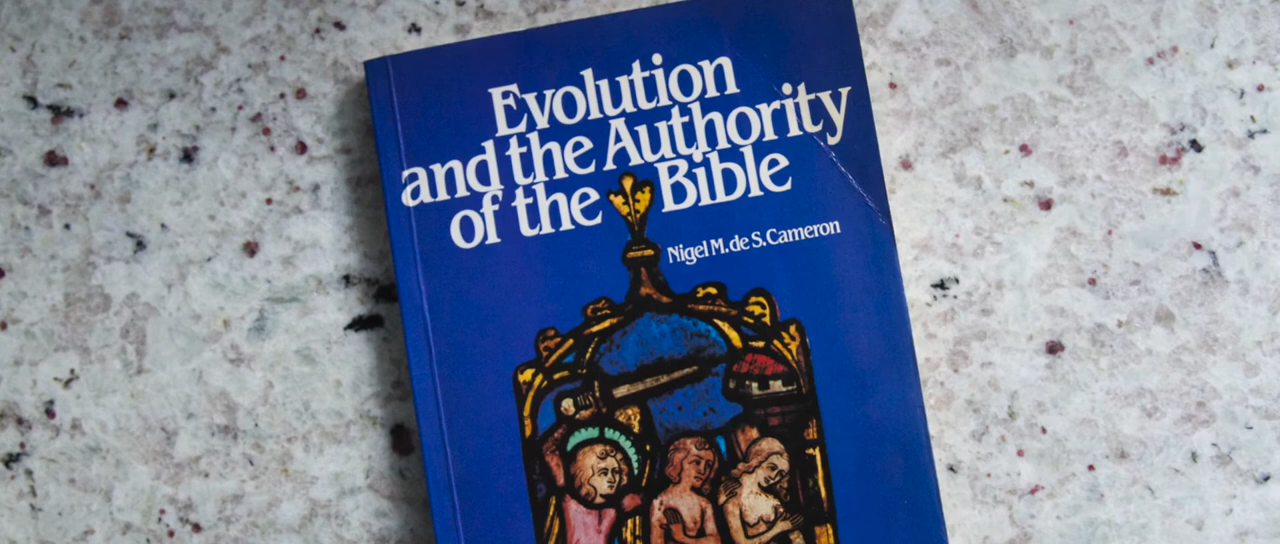 Evolution
and the Authority
of the Bible
Nigel M. de S. Cameron